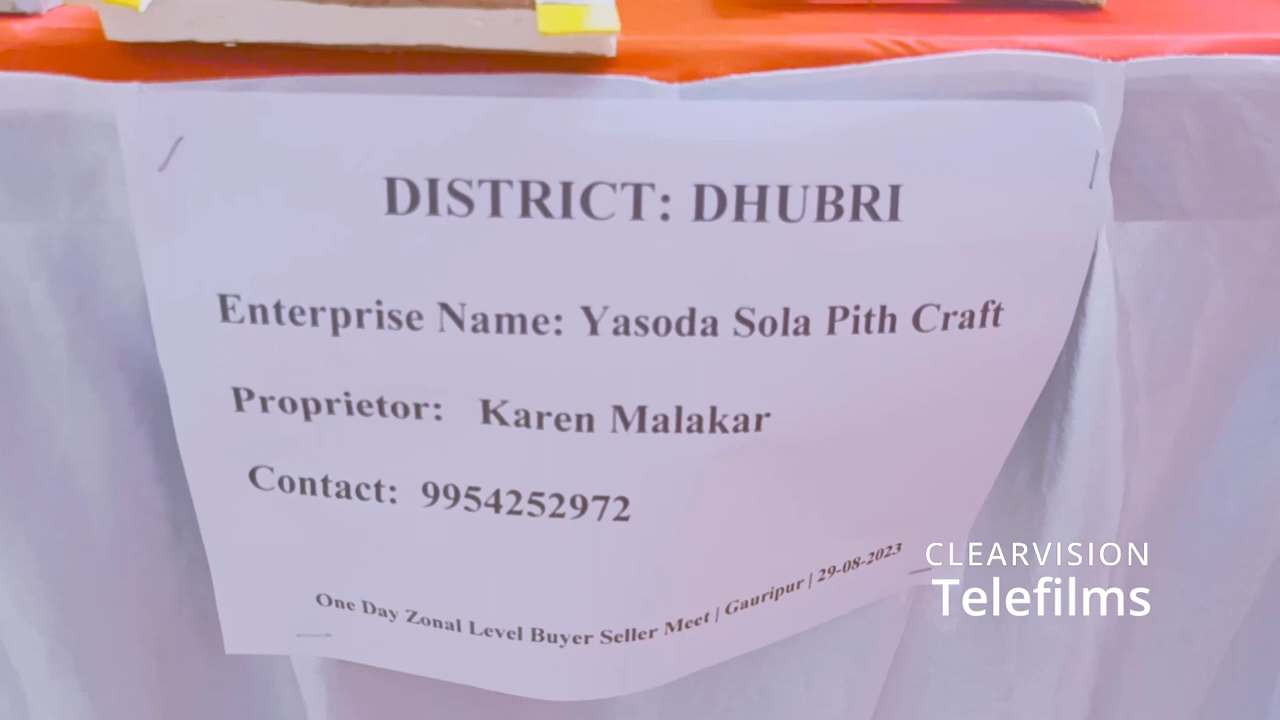 DISTRICT: DHUBRI
Enterprise Name: Yasoda Sola Pith Craft
Proprietor: Karen Malakar
Contact: 9954252972
One Day Zonal Level Buyer Seller Meet | Gauripur | 29-08-2023
CLEARVISION
Telefilms